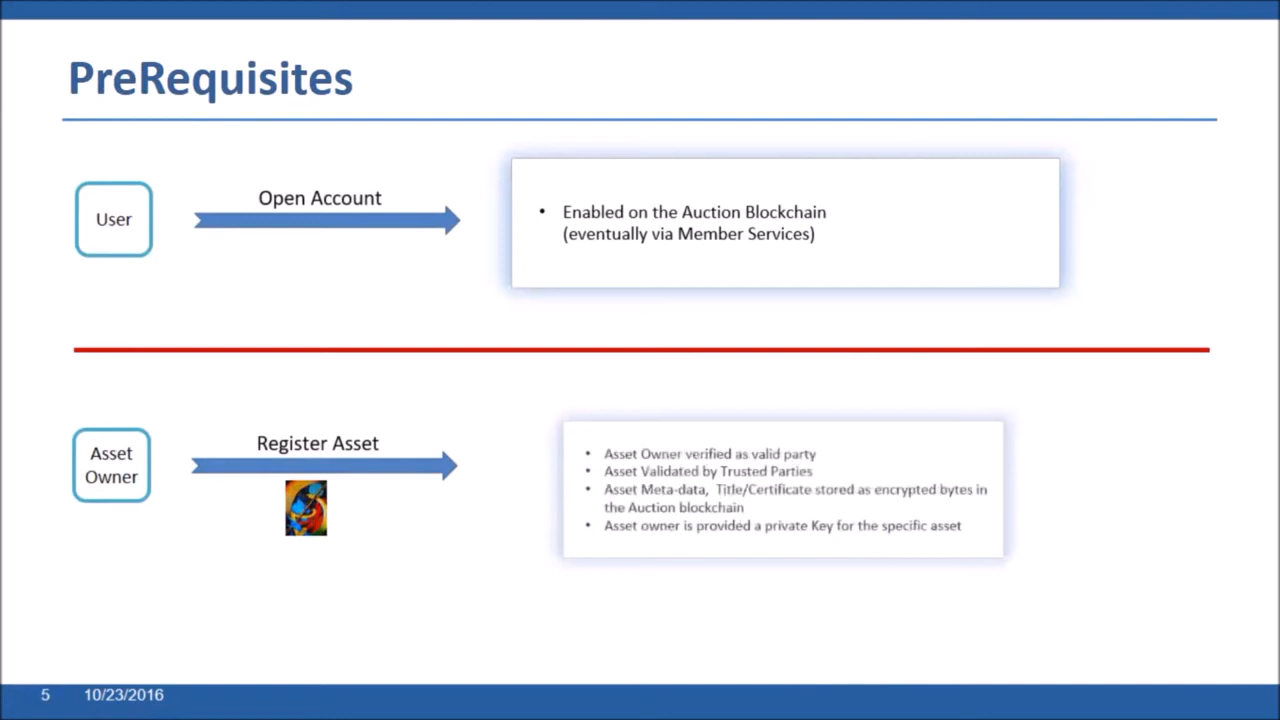 PreRequisites
User
Open Account
• Enabled on the Auction Blockchain
(eventually via Member Services)
Asset
Owner
Register Asset
• Asset Owner verified as valid party
• Asset Validated by Trusted Parties
• Asset Meta-data, Title/Certificate stored as encrypted bytes in
the Auction blockchain
• Asset owner is provided a private Key for the specific asset
5 10/23/2016